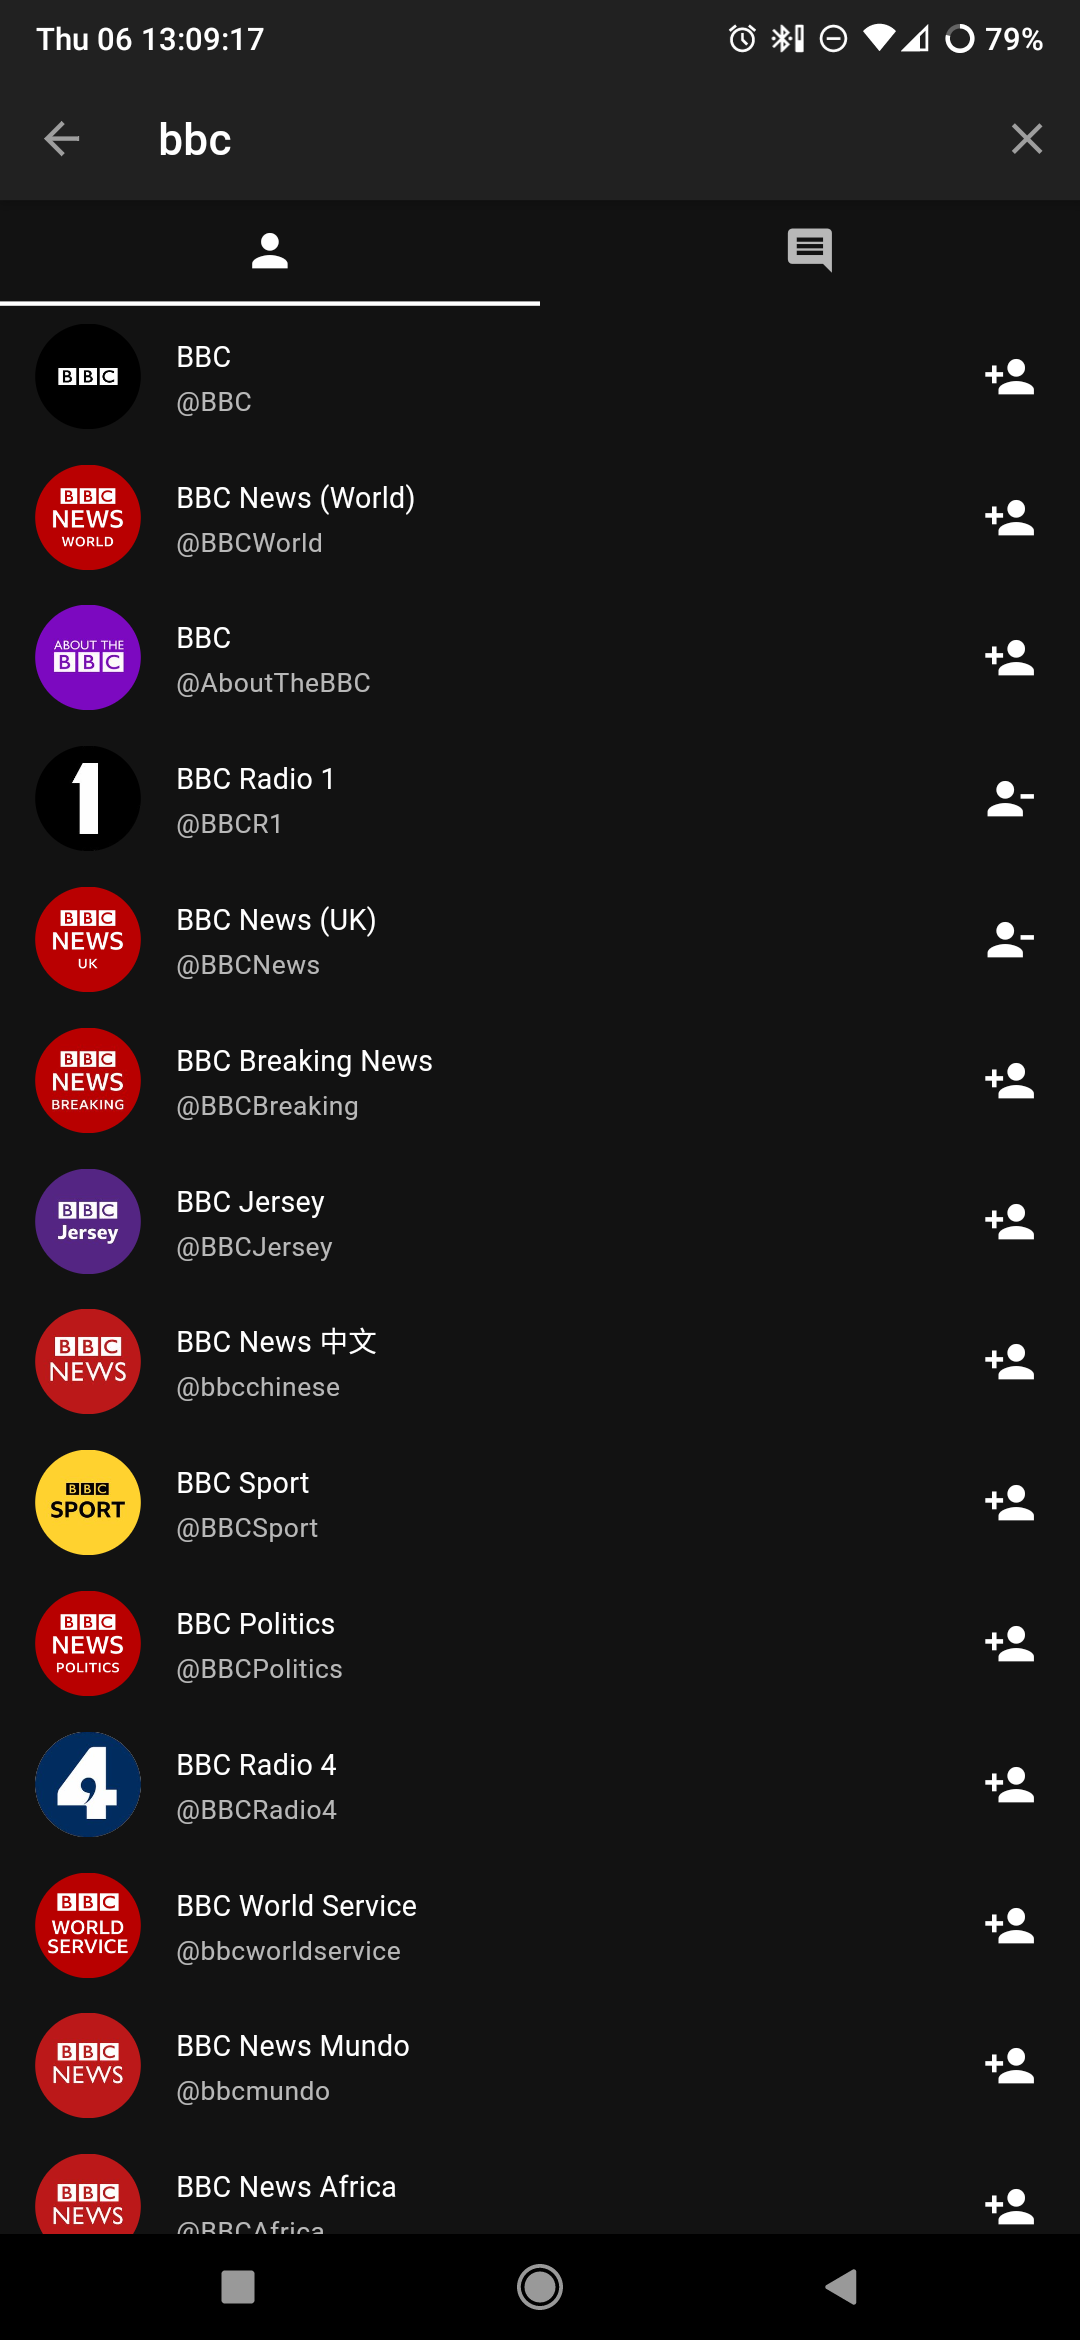 Thu 06 13:09:17 79%
bbc
BBC
BBC
@BBC
BBC
NEWS
WORLD
BBC News (World)
@BBCWorld
ABOUT THE
BBC
BBC
@AboutTheBBC
1
BBC Radio 1
@BBCR1
BBC
NEWS
UK
BBC News (UK)
@BBCNews
BBC
NEWS
BREAKING
BBC Breaking News
@BBCBreaking
BBC
Jersey
BBC Jersey
@BBCJersey
BBC
NEWS
BBC News 中文
@bbcchinese
BBC
SPORT
BBC Sport
@BBCSport
BBC
NEWS
POLITICS
BBC Politics
@BBCPolitics
4
BBC Radio 4
@BBCRadio4
BBC
WORLD
SERVICE
BBC World Service
@bbcworldservice
BBC
NEWS
BBC News Mundo
@bbcmundo
BBC
NEWS
BBC News Africa
@BBCAfrica